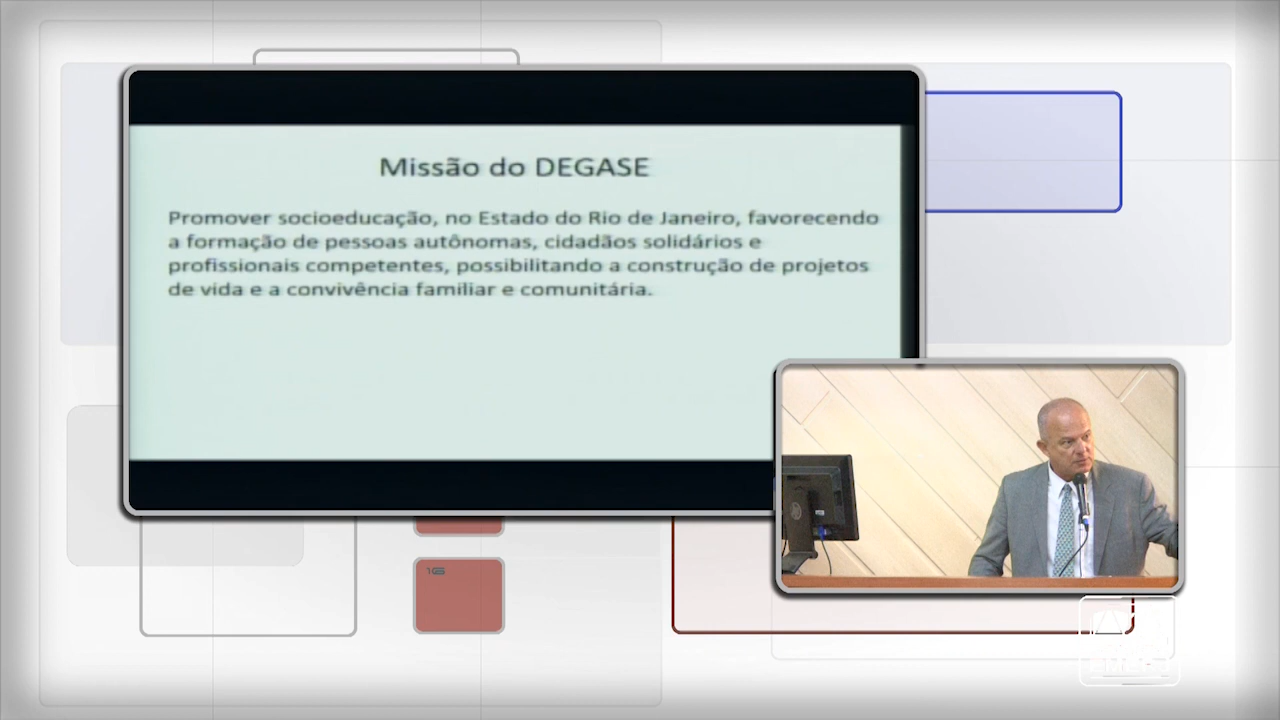 Missão do DEGASE
Promover socioeducação, no Estado do Rio de Janeiro, favorecendo
a formação de pessoas autônomas, cidadãos solidários e
profissionais competentes, possibilitando a construção de projetos
de vida e a convivência familiar e comunitária.
EMERJ